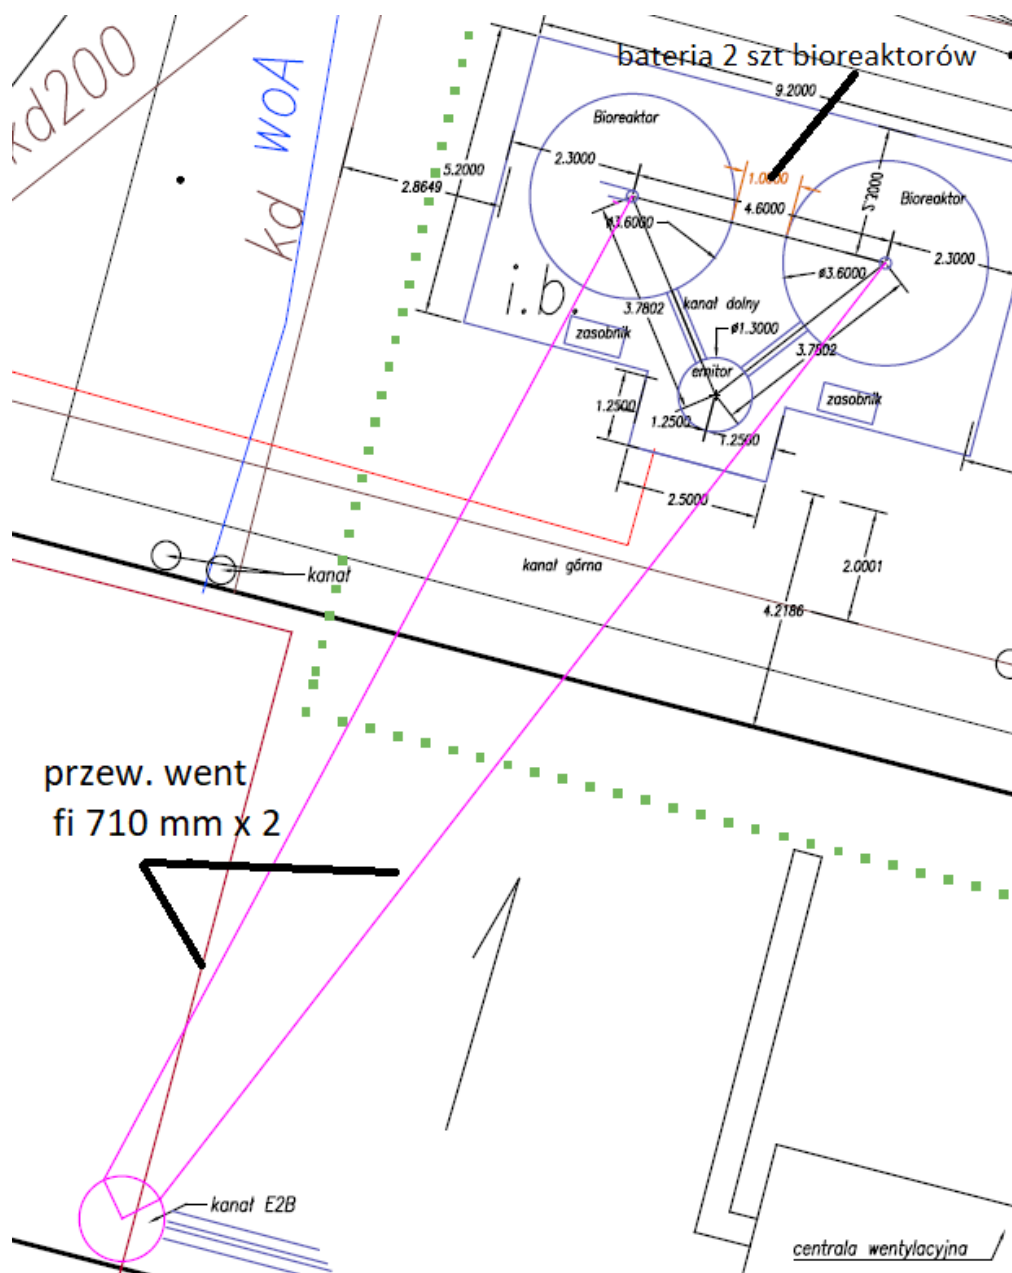 bateria 2 szt bioreaktorów
kd200
WOA
kd
9.2000
Bioreaktor
2.3000
5.2000
2.8649
1.0000
4.6000
2.5000
Bioreaktor
ø3.6000
ø3.6000
2.3000
i.b.
kanał dolny
3.7802
zasobnik
ø1.3000
3.7502
emitor
zasobnik
1.2500
1.2500
1.2500
2.5000
kanał górna
2.0001
kanał
4.2186
przew. went
fi 710 mm x 2
kanał E2B
centrala wentylacyjna